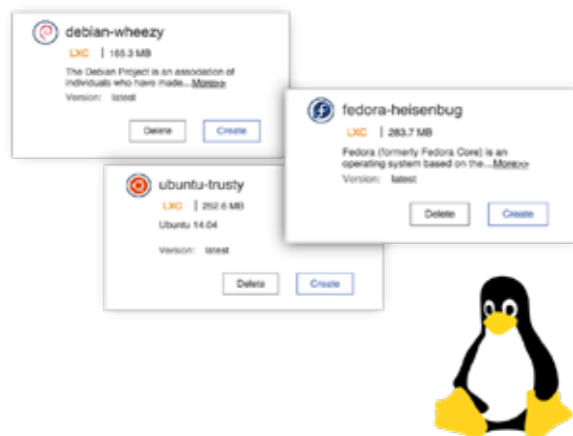 debian-wheezy
LXC | 165.3 MB
The Debian Project is an association of
individuals who have made...More>>
Version: latest
Delete Create
fedora-heisenbug
LXC | 283.7 MB
Fedora (formerly Fedora Core) is an
operating system based on the...More>>
Version: latest
Delete Create
ubuntu-trusty
LXC | 252.6 MB
Ubuntu 14.04
Version: latest
Delete Create